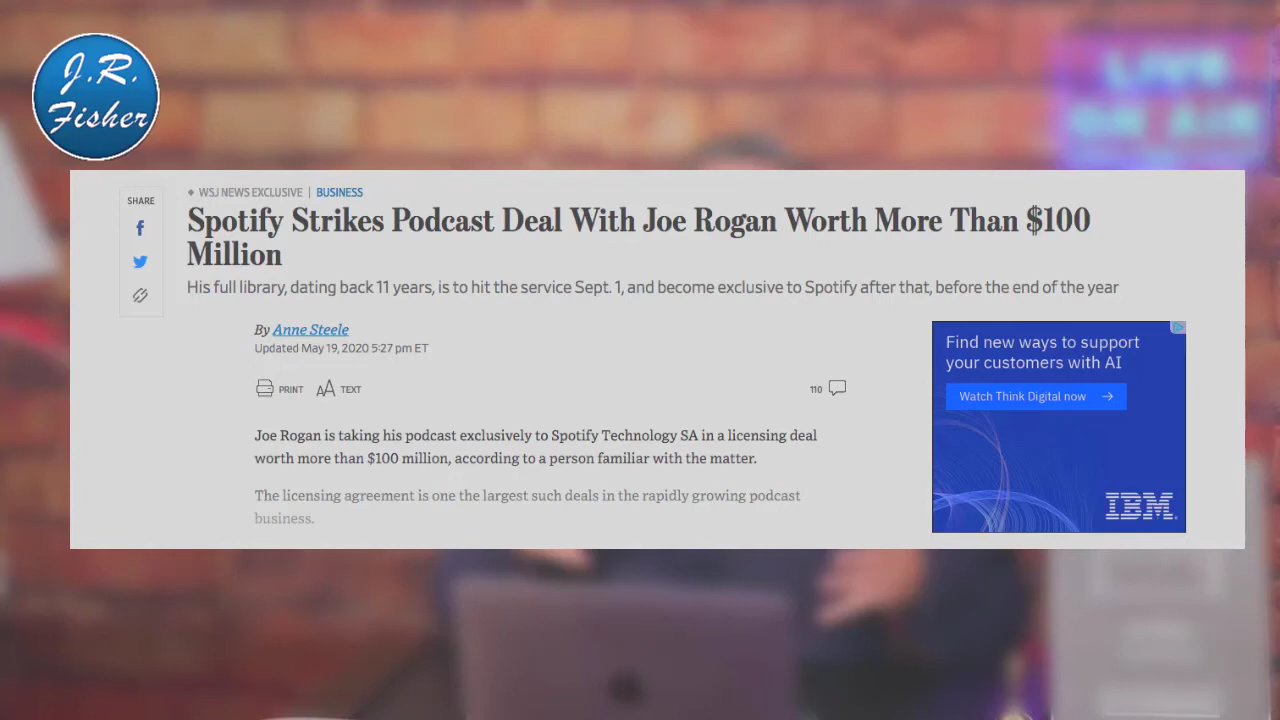 J.R.
Fisher
LIVE
ON AIR
SHARE
WSJ NEWS EXCLUSIVE | BUSINESS
Spotify Strikes Podcast Deal With Joe Rogan Worth More Than $100
Million
His full library, dating back 11 years, is to hit the service Sept. 1, and become exclusive to Spotify after that, before the end of the year
By Anne Steele
Updated May 19, 2020 5:27 pm ET
PRINT AA TEXT
110
Joe Rogan is taking his podcast exclusively to Spotify Technology SA in a licensing deal
worth more than $100 million, according to a person familiar with the matter.
The licensing agreement is one the largest such deals in the rapidly growing podcast
business.
Find new ways to support
your customers with AI
Watch Think Digital now →
IBM.